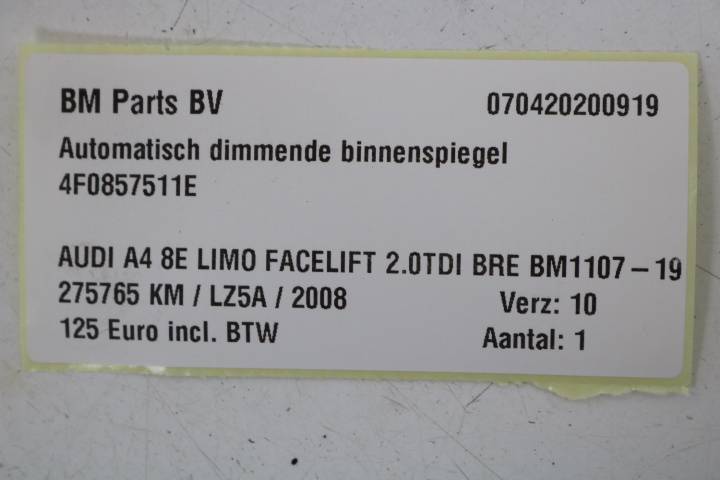 BM Parts BV 070420200919
Automatisch dimmende binnenspiegel
4F0857511E
AUDI A4 8E LIMO FACELIFT 2.0TDI BRE BM1107-19
275765 KM / LZ5A / 2008 Verz: 10
125 Euro incl. BTW Aantal: 1